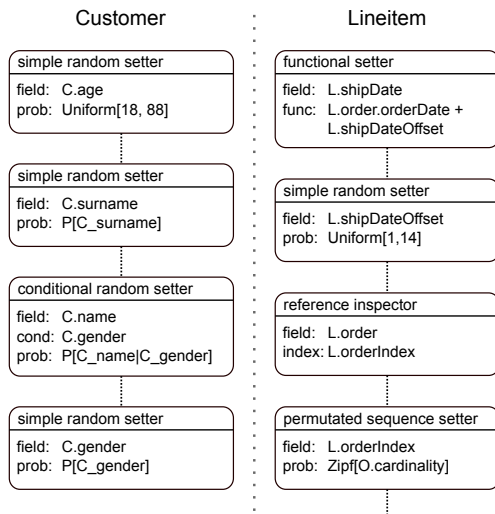 Customer
simple random setter
field: C.age
prob: Uniform[18, 88]
simple random setter
field: C.surname
prob: P[C_surname]
conditional random setter
field: C.name
cond: C.gender
prob: P[C_name|C_gender]
simple random setter
field: C.gender
prob: P[C_gender]
Lineitem
functional setter
field: L.shipDate
func: L.order.orderDate +
L.shipDateOffset
simple random setter
field: L.shipDateOffset
prob: Uniform[1,14]
reference inspector
field: L.order
index: L.orderIndex
permutated sequence setter
field: L.orderIndex
prob: Zipf[O.cardinality]